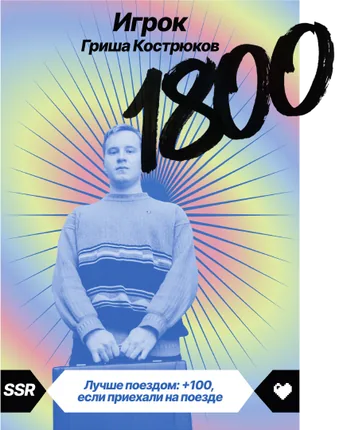 Игрок
Гриша Кострюков
1800
SSR
Лучше поездом: +100,
если приехали на поезде